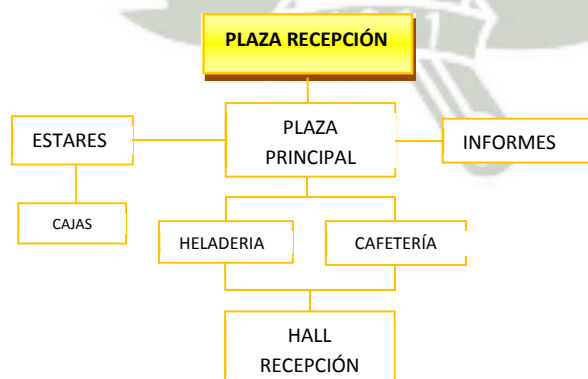 PLAZA RECEPCIÓN
PLAZA
PRINCIPAL
ESTARES
INFORMES
CAJAS
HELADERIA
CAFETERÍA
HALL
RECEPCIÓN